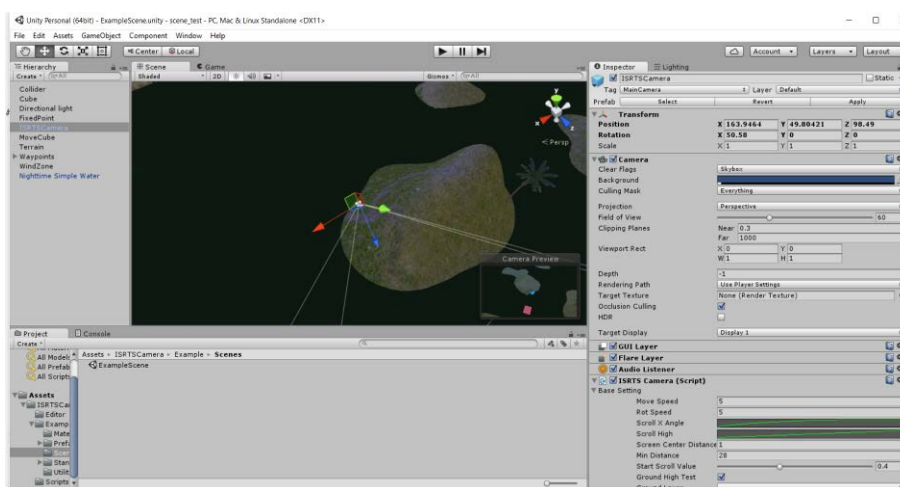 Unity Personal (64bit) - ExampleScene.unity - scene_test - PC, Mac & Linux Standalone <DX11>
File Edit Assets GameObject Component Window Help
Center Local Account Layers Layout
Hierarchy
Create
Collider
Cube
Directional light
FixedPoint
ISRTSCamera
MoveCube
Terrain
Waypoints
WindZone
Nighttime Simple Water
Scene Game
Shaded 2D Gizmos All
y
x
z
Persp
Camera Preview
Inspector Lighting
ISRTSCamera Static
Tag MainCamera Layer Default
Prefab Select Revert Apply
Transform
Position X 163.9464 Y 49.80421 Z 98.49
Rotation X 50.58 Y 0 Z 0
Scale X 1 Y 1 Z 1
Camera
Clear Flags Skybox
Background
Culling Mask Everything
Projection Perspective
Field of View 60
Clipping Planes Near 0.3
Far 1000
Viewport Rect X 0 Y 0
W 1 H 1
Depth -1
Rendering Path Use Player Settings
Target Texture None (Render Texture)
Occlusion Culling
HDR
Target Display Display 1
GUI Layer
Flare Layer
Audio Listener
ISRTS Camera (Script)
Base Setting
Move Speed 5
Rot Speed 5
Scroll X Angle
Scroll High
Screen Center Distance 1
Min Distance 28
Start Scroll Value 0.4
Ground High Test
Project Console
Create
All Models
All Prefab
All Scripts
Assets
ISRTSCa
Editor
Examp
Mate
Prefa
Scen
Stan
Utilit
Scripts
Assets Example Scenes
ISRTSCamera
ExampleScene